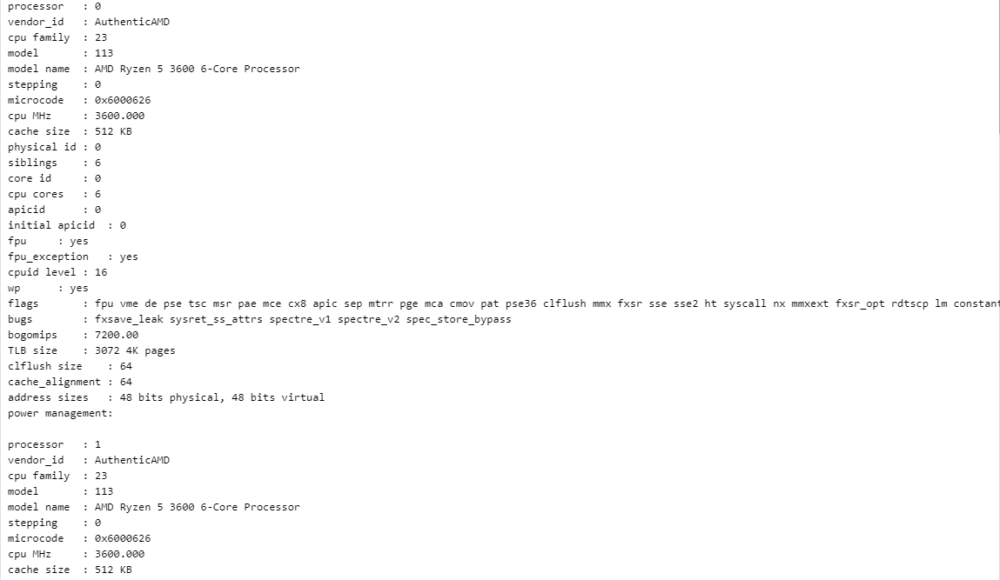 processor   : 0
vendor_id   : AuthenticAMD
cpu family  : 23
model       : 113
model name  : AMD Ryzen 5 3600 6-Core Processor
stepping    : 0
microcode   : 0x6000626
cpu MHz     : 3600.000
cache size  : 512 KB
physical id : 0
siblings    : 6
core id     : 0
cpu cores   : 6
apicid      : 0
initial apicid  : 0
fpu     : yes
fpu_exception   : yes
cpuid level : 16
wp      : yes
flags       : fpu vme de pse tsc msr pae mce cx8 apic sep mtrr pge mca cmov pat pse36 clflush mmx fxsr sse sse2 ht syscall nx mmxext fxsr_opt rdtscp lm constant
bugs        : fxsave_leak sysret_ss_attrs spectre_v1 spectre_v2 spec_store_bypass
bogomips    : 7200.00
TLB size    : 3072 4K pages
clflush size    : 64
cache_alignment : 64
address sizes   : 48 bits physical, 48 bits virtual
power management:

processor   : 1
vendor_id   : AuthenticAMD
cpu family  : 23
model       : 113
model name  : AMD Ryzen 5 3600 6-Core Processor
stepping    : 0
microcode   : 0x6000626
cpu MHz     : 3600.000
cache size  : 512 KB